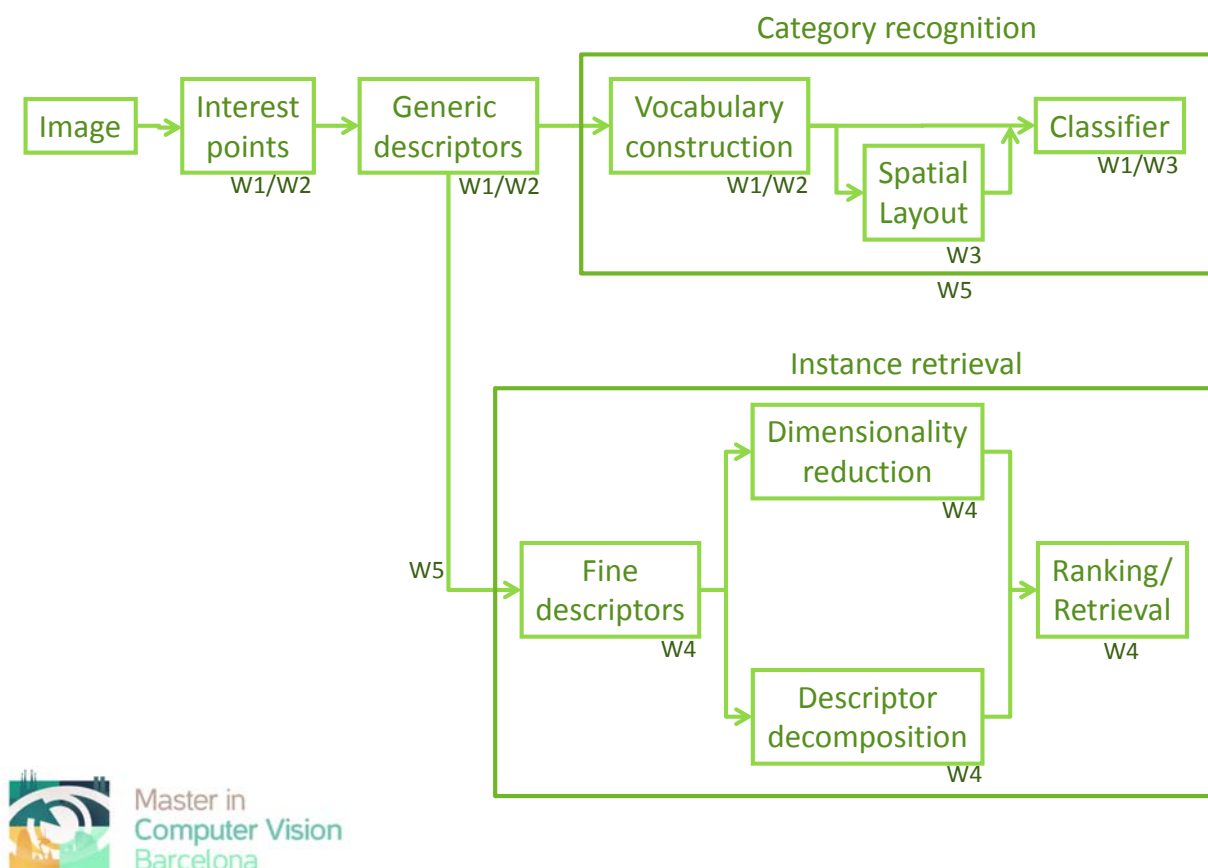 Category recognition
Image
Interest
points
W1/W2
Generic
descriptors
W1/W2
Vocabulary
construction
W1/W2
Spatial
Layout
W3
Classifier
W1/W3
W5
Instance retrieval
W5
Fine
descriptors
W4
Dimensionality
reduction
W4
Descriptor
decomposition
W4
Ranking/
Retrieval
W4
Master in
Computer Vision
Barcelona